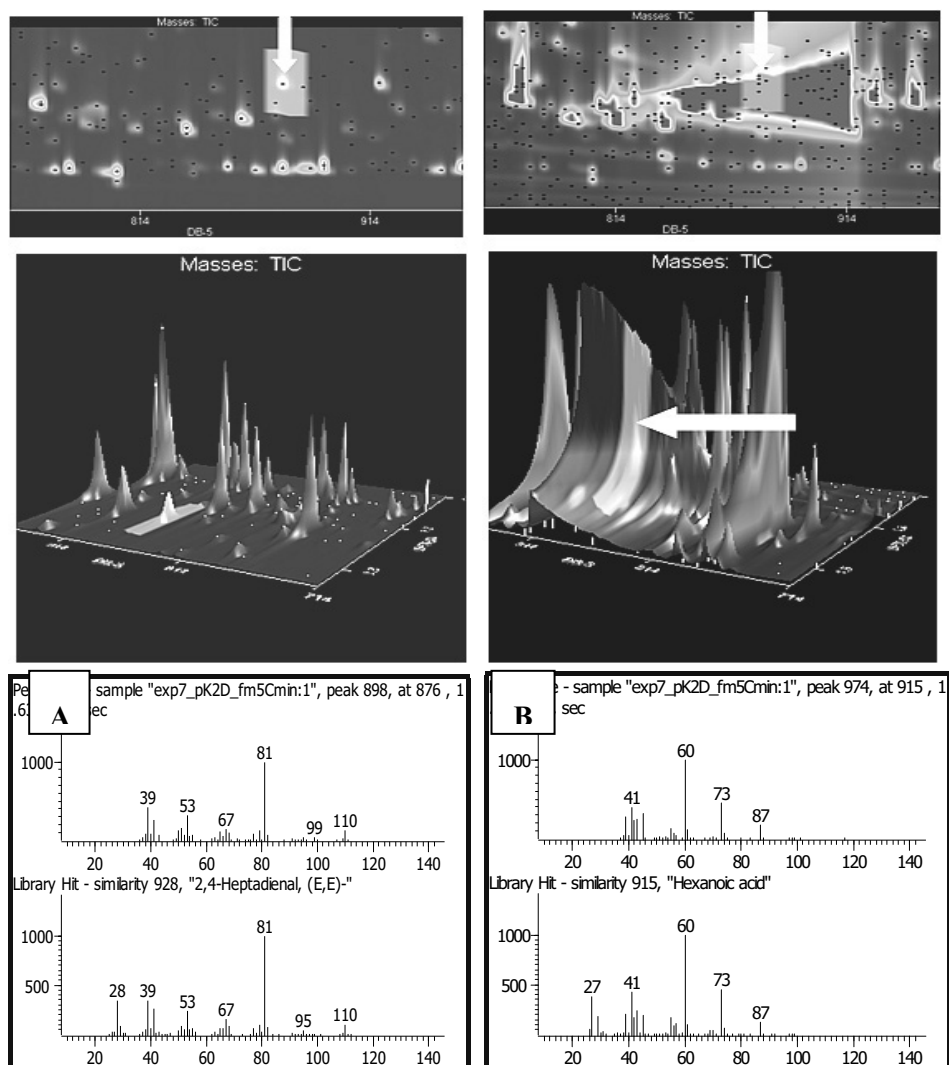 Masses: TIC
814
914
DB-5
Masses: TIC
814
914
DB-5
Masses: TIC
714
Masses: TIC
714
A
sample "exp7_pK2D_fm5Cmin:1", peak 898, at 876 , 1
sec
1000
39
53
67
81
99
110
20 40 60 80 100 120 140
Library Hit - similarity 928, "2,4-Heptadienal, (E,E)-"
1000
500
28
39
53
67
81
95
110
20 40 60 80 100 120 140
B
e - sample "exp7_pK2D_fm5Cmin:1", peak 974, at 915 , 1
sec
1000
41
60
73
87
20 40 60 80 100 120 140
Library Hit - similarity 915, "Hexanoic acid"
1000
500
27
41
60
73
87
20 40 60 80 100 120 140